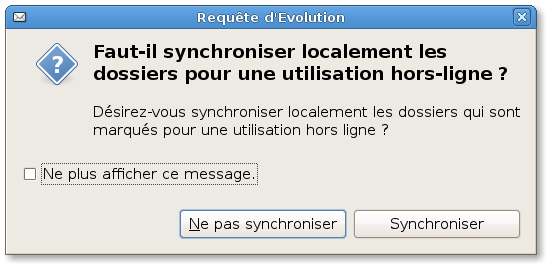 Requête d'Evolution
Faut-il synchroniser localement les
dossiers pour une utilisation hors-ligne ?
Désirez-vous synchroniser localement les dossiers qui sont
marqués pour une utilisation hors ligne ?
Ne plus afficher ce message.
Ne pas synchroniser
Synchroniser